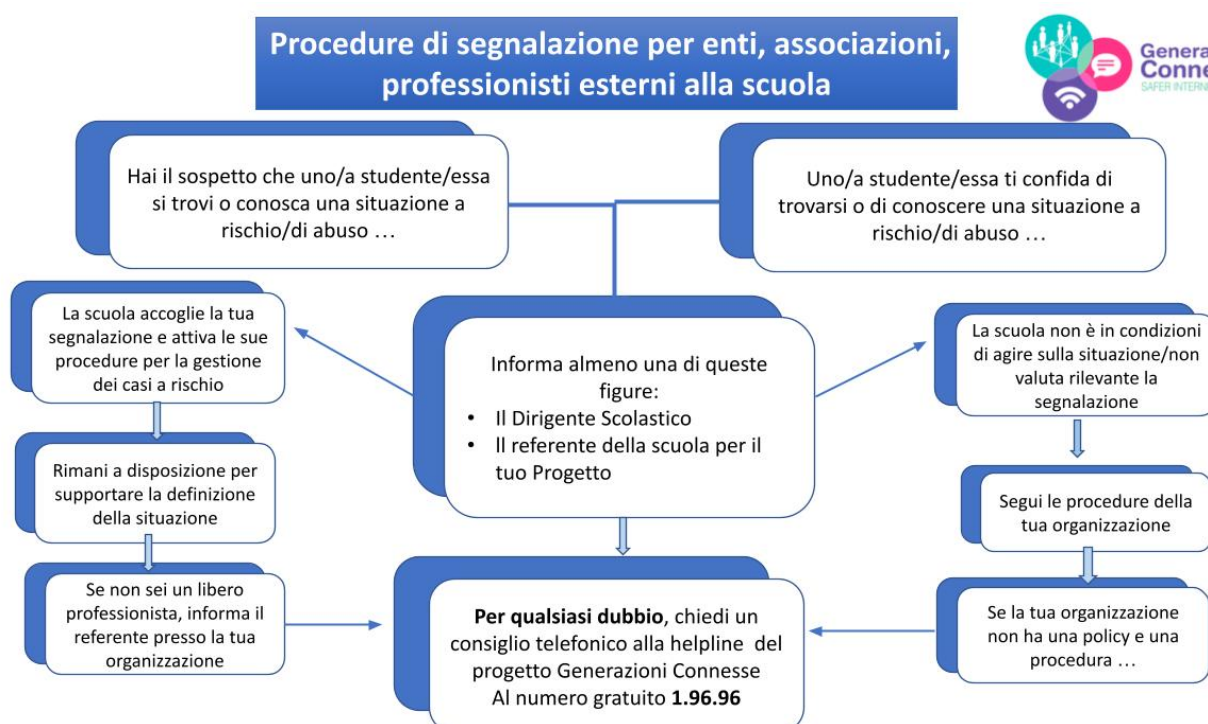 Procedure di segnalazione per enti, associazioni,
professionisti esterni alla scuola
Genera
Conne
SAFER INTERN
Hai il sospetto che uno/a studente/essa
si trovi o conosca una situazione a
rischio/di abuso …
Uno/a studente/essa ti confida di
trovarsi o di conoscere una situazione a
rischio/di abuso …
La scuola accoglie la tua
segnalazione e attiva le sue
procedure per la gestione
dei casi a rischio
Informa almeno una di queste
figure:
• Il Dirigente Scolastico
• Il referente della scuola per il
tuo Progetto
La scuola non è in condizioni
di agire sulla situazione/non
valuta rilevante la
segnalazione
Rimani a disposizione per
supportare la definizione
della situazione
Segui le procedure della
tua organizzazione
Se non sei un libero
professionista, informa il
referente presso la tua
organizzazione
Per qualsiasi dubbio, chiedi un
consiglio telefonico alla helpline del
progetto Generazioni Connesse
Al numero gratuito 1.96.96
Se la tua organizzazione
non ha una policy e una
procedura …